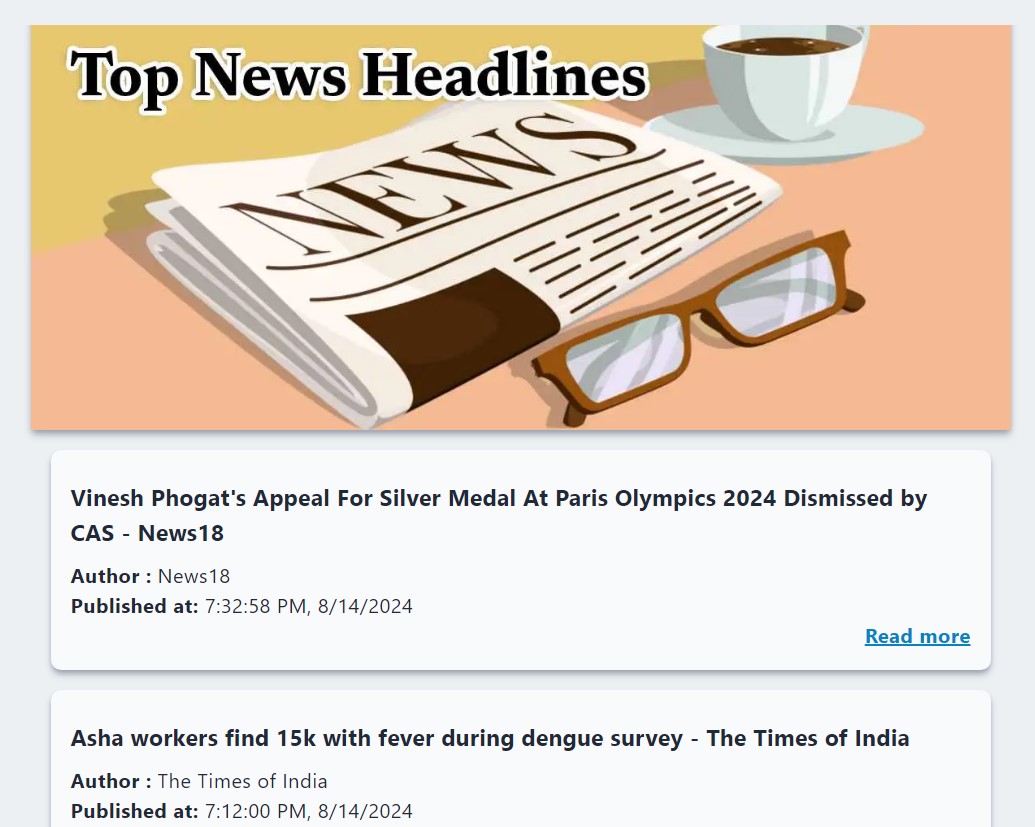 Top News Headlines
NEWS
Vinesh Phogat's Appeal For Silver Medal At Paris Olympics 2024 Dismissed by
CAS - News18
Author : News18
Published at: 7:32:58 PM, 8/14/2024
Read more
Asha workers find 15k with fever during dengue survey - The Times of India
Author : The Times of India
Published at: 7:12:00 PM, 8/14/2024